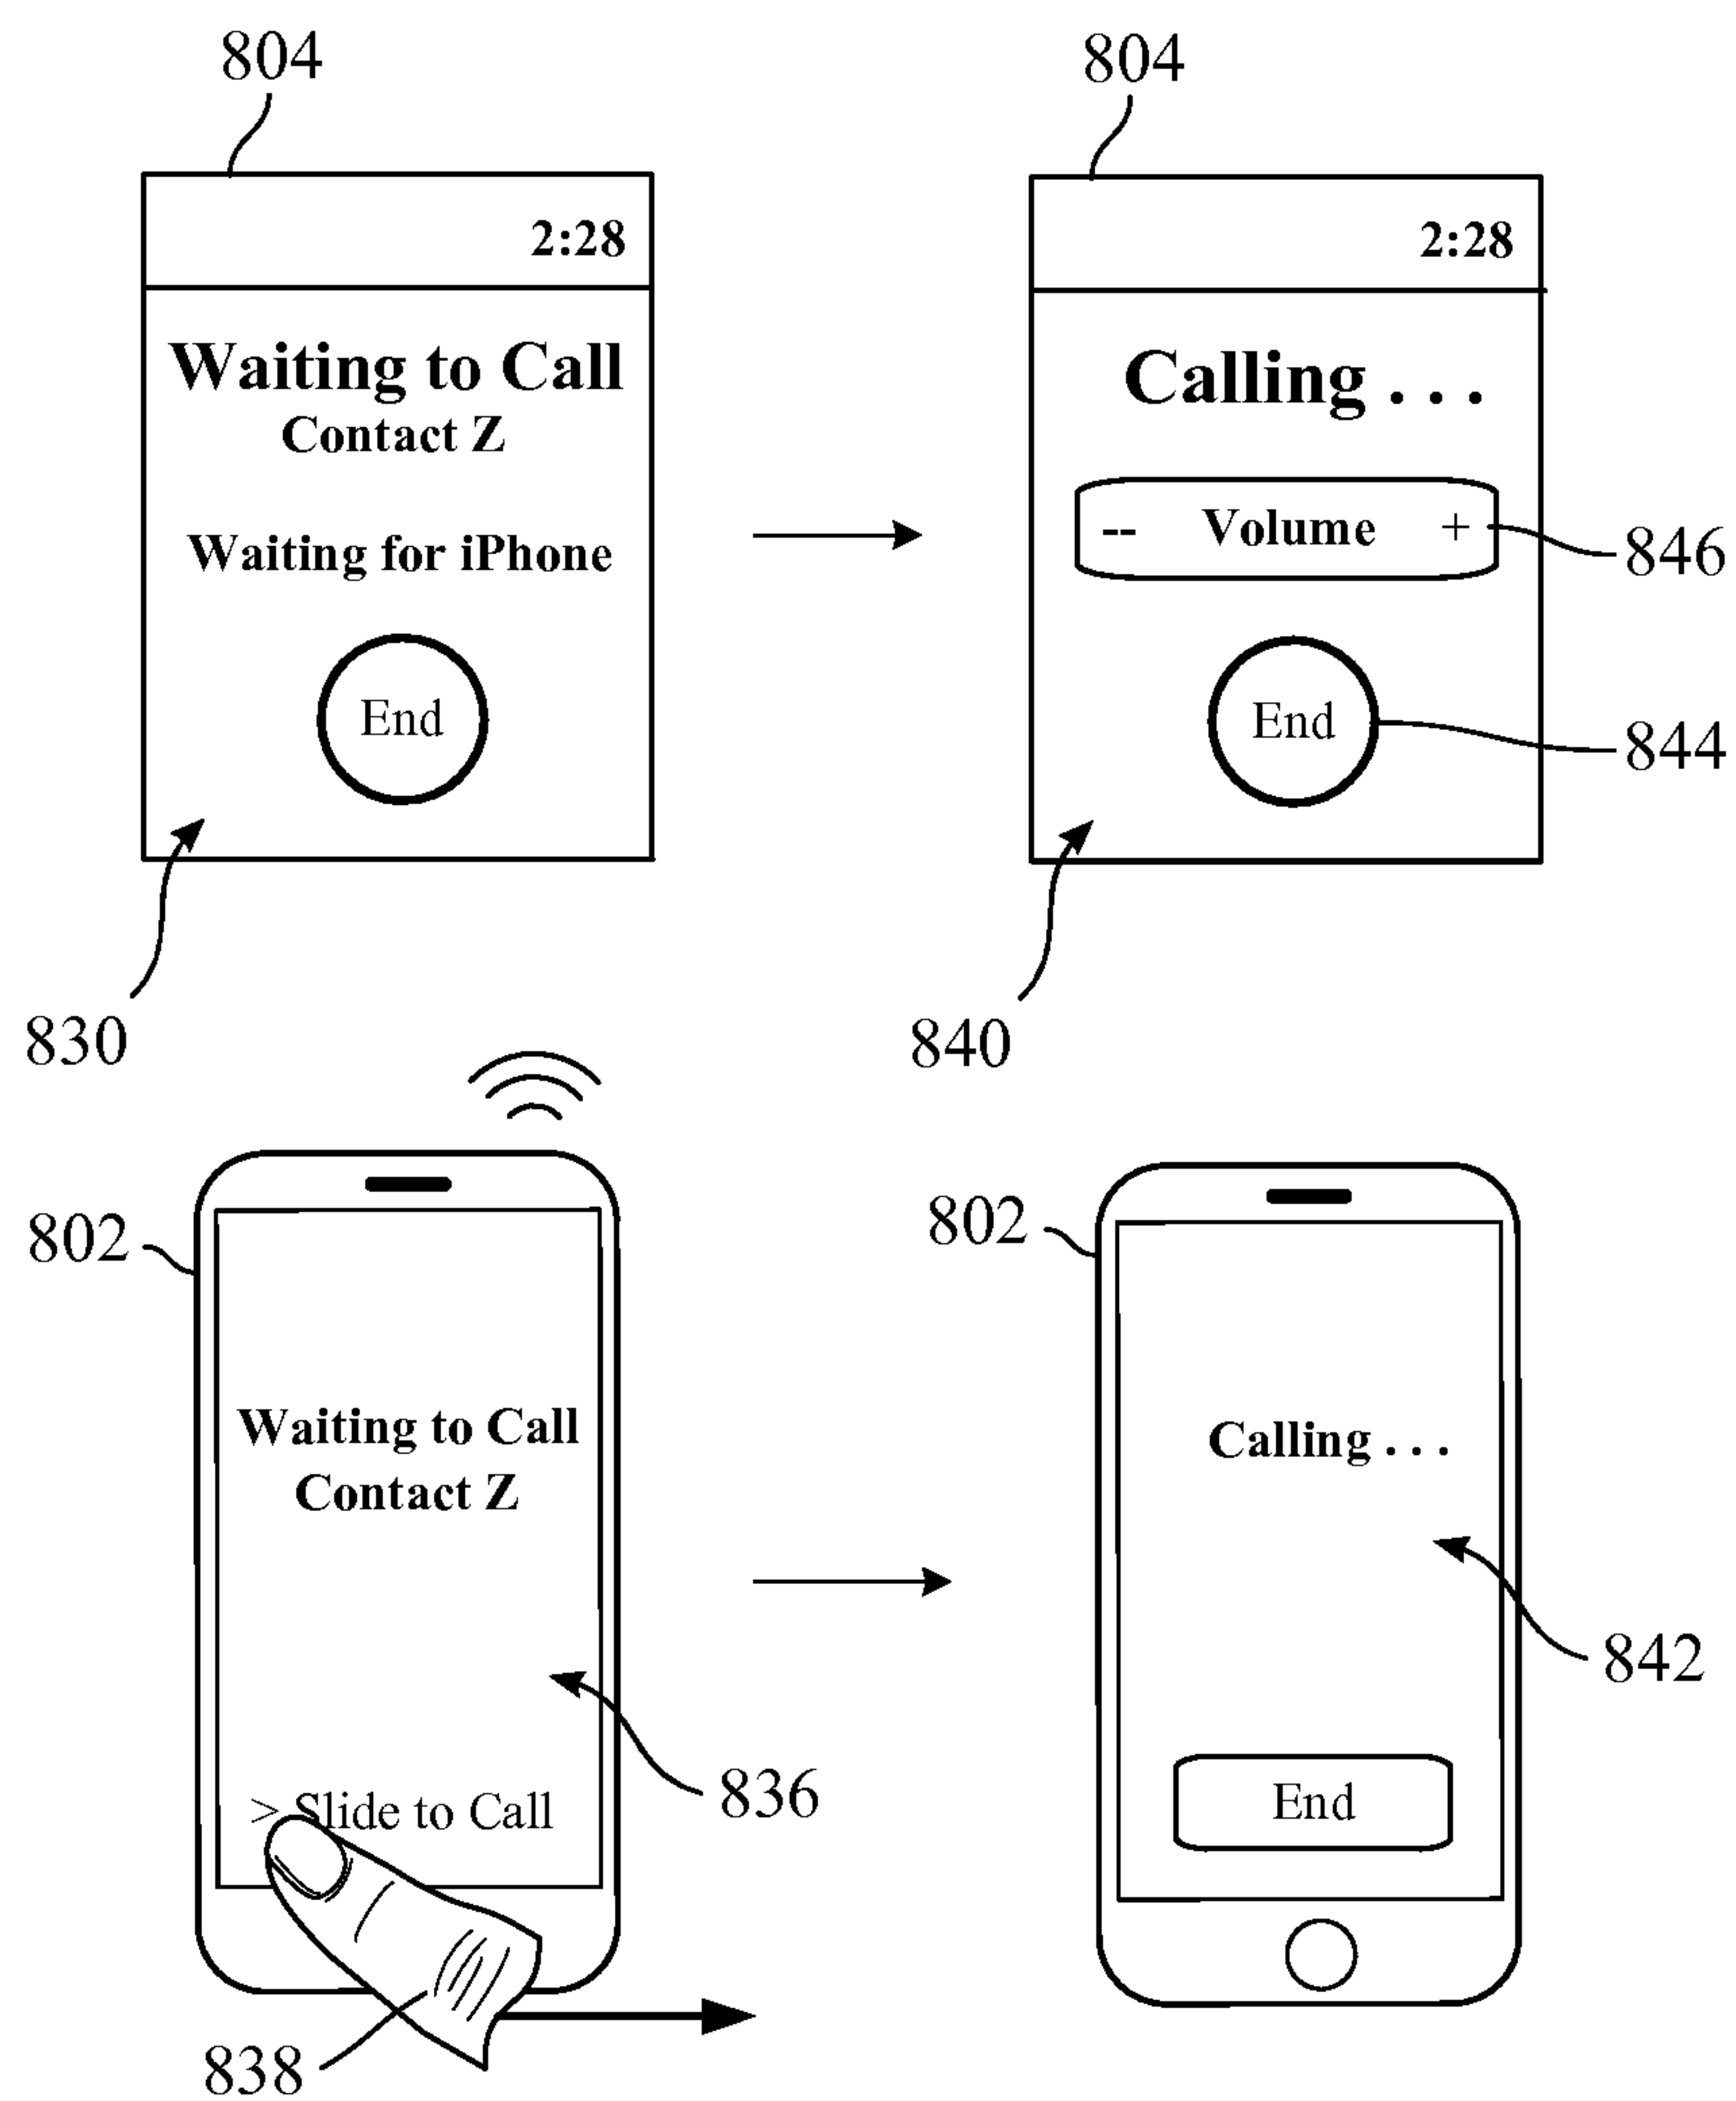 804
2:28
Waiting to Call
Contact Z
Waiting for iPhone
End
830
804
2:28
Calling . . .
-- Volume +
846
End
844
840
802
Waiting to Call
Contact Z
836
> Slide to Call
838
802
Calling . . .
842
End